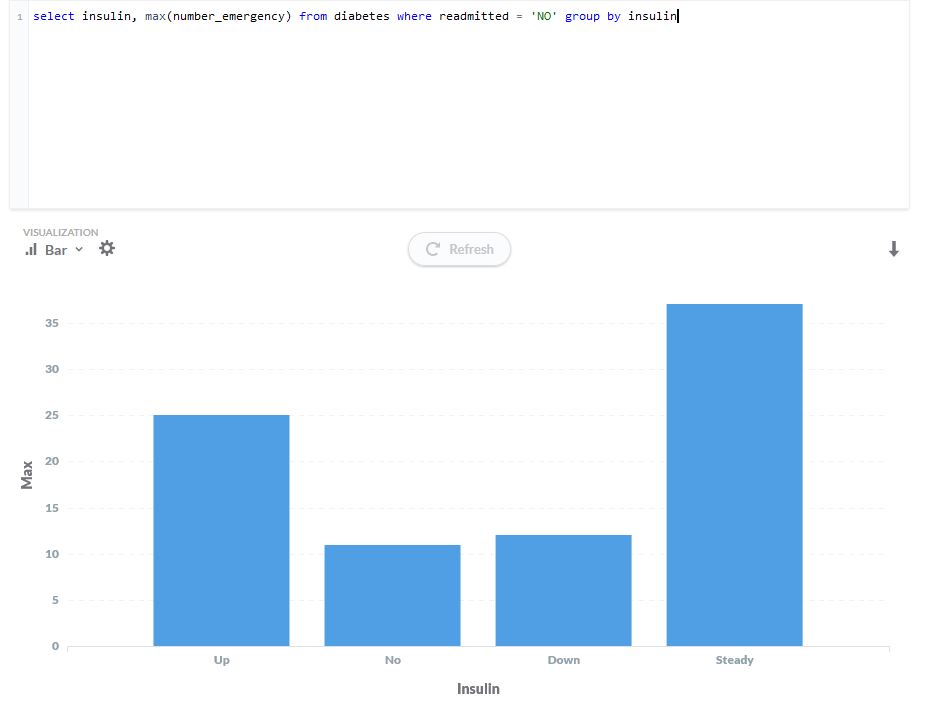 1 select insulin, max(number_emergency) from diabetes where readmitted = 'NO' group by insulin
VISUALIZATION
Bar
Refresh
35
30
25
20
15
10
5
0
Max
Up No Down Steady
Insulin